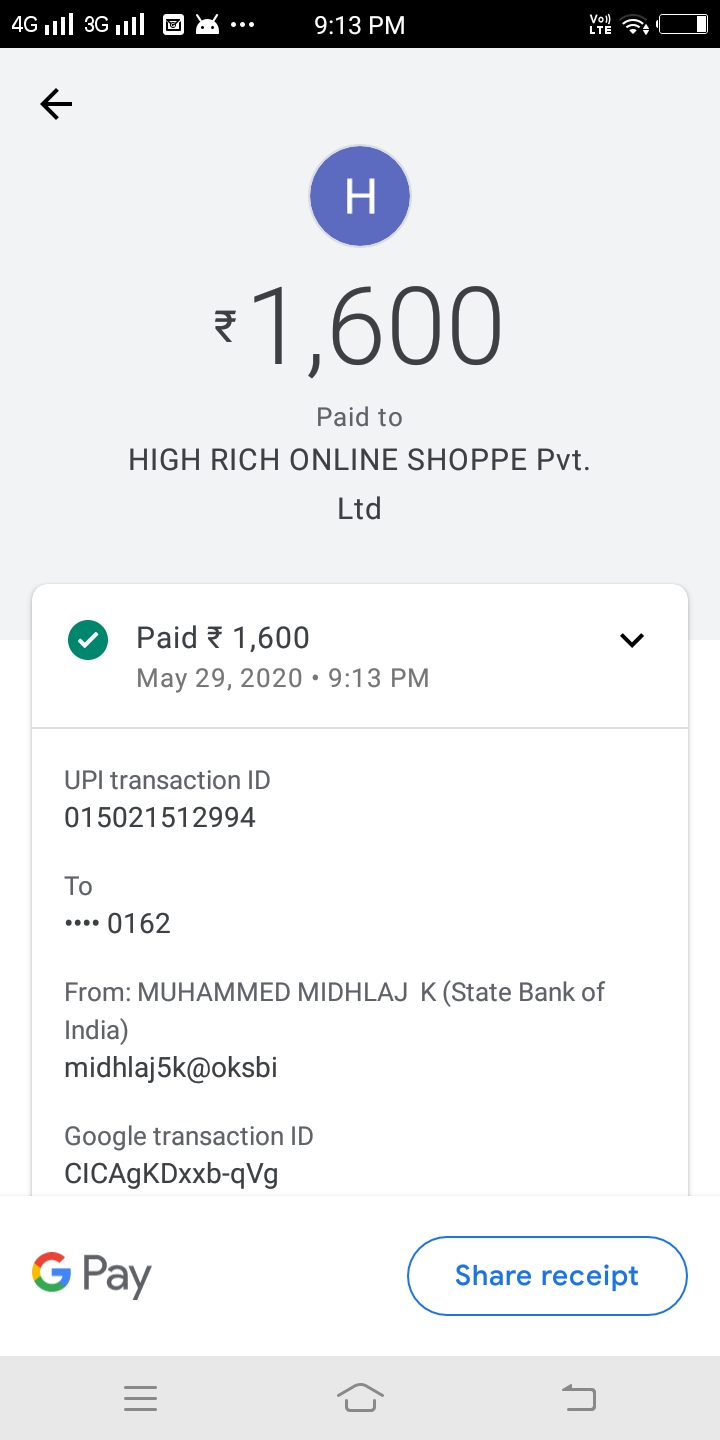 4G 3G 9:13 PM Vo)) LTE
H
₹1,600
Paid to
HIGH RICH ONLINE SHOPPE Pvt.
Ltd
Paid ₹ 1,600
May 29, 2020 • 9:13 PM
UPI transaction ID
015021512994
To
•••• 0162
From: MUHAMMED MIDHLAJ  K (State Bank of
India)
midhlaj5k@oksbi
Google transaction ID
CICAgKDxxb-qVg
G Pay
Share receipt